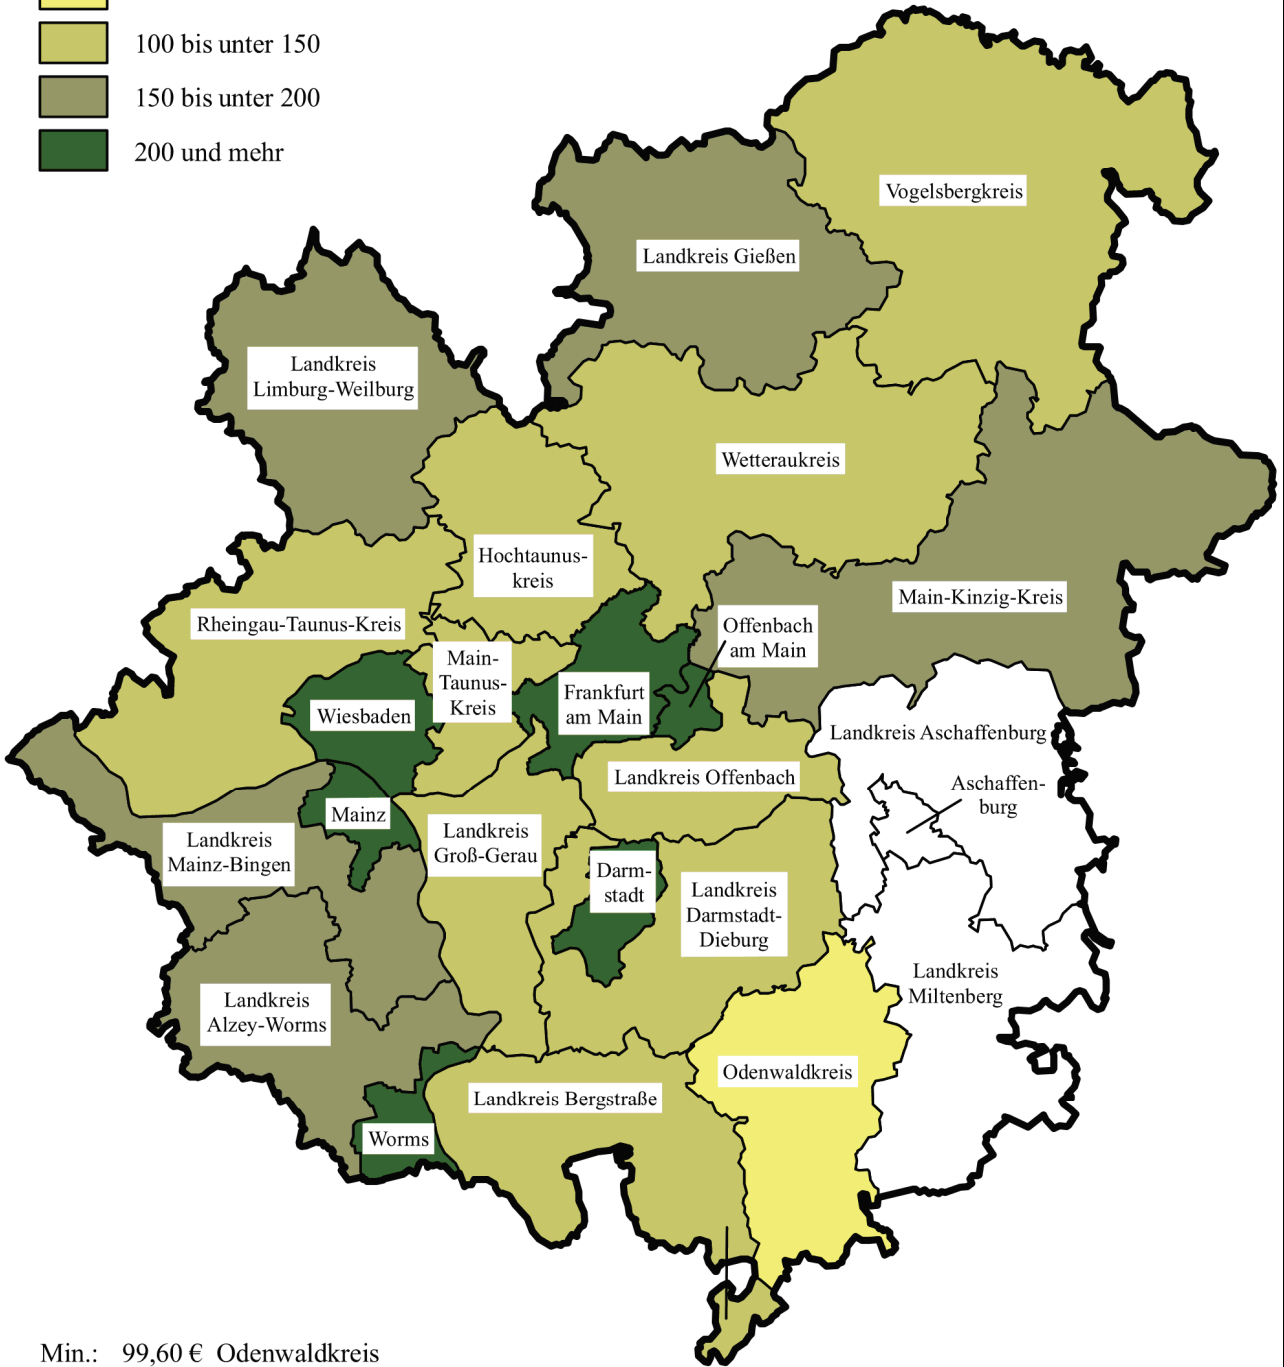 100 bis unter 150
150 bis unter 200
200 und mehr
Vogelsbergkreis
Landkreis Gießen
Landkreis
Limburg-Weilburg
Wetteraukreis
Hochtaunus-
kreis
Main-Kinzig-Kreis
Rheingau-Taunus-Kreis
Offenbach
am Main
Main-
Taunus-
Kreis
Frankfurt
am Main
Wiesbaden
Landkreis Aschaffenburg
Landkreis Offenbach
Aschaffen-
burg
Mainz
Landkreis
Groß-Gerau
Landkreis
Mainz-Bingen
Darm-
stadt
Landkreis
Darmstadt-
Dieburg
Landkreis
Miltenberg
Landkreis
Alzey-Worms
Odenwaldkreis
Landkreis Bergstraße
Worms
Min.: 99,60 € Odenwaldkreis